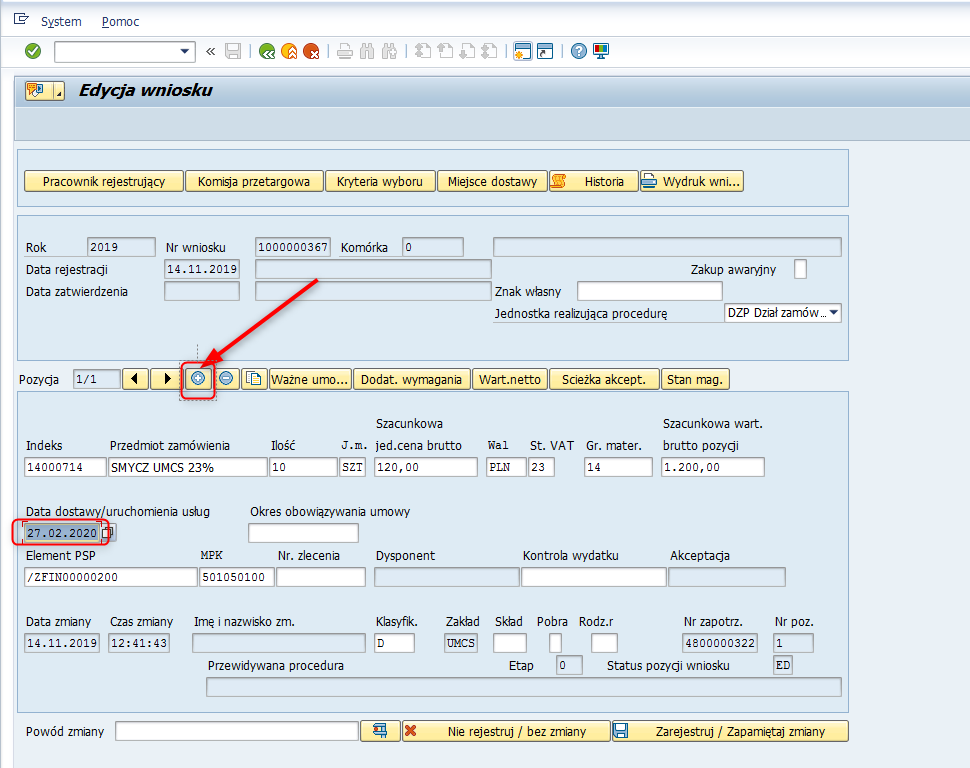 System Pomoc
Edycja wniosku
Pracownik rejestrujący Komisja przetargowa Kryteria wyboru Miejsce dostawy Historia Wydruk wni...
Rok 2019 Nr wniosku 1000000367 Komórka 0
Data rejestracji 14.11.2019 Zakup awaryjny
Data zatwierdzenia Znak własny
Jednostka realizująca procedurę DZP Dział zamów...
Pozycja 1/1 Ważne umo... Dodat. wymagania Wart.netto Scieżka akcept. Stan mag.
Szacunkowa Szacunkowa wart.
Indeks Przedmiot zamówienia Ilość J.m. jed.cena brutto Wal St. VAT Gr. mater. brutto pozycji
14000714 SMYCZ UMCS 23% 10 SZT 120,00 PLN 23 14 1.200,00
Data dostawy/uruchomienia usług Okres obowiązywania umowy
27.02.2020
Element PSP MPK Nr. zlecenia Dysponent Kontrola wydatku Akceptacja
/ZFIN00000200 501050100
Data zmiany Czas zmiany Imę i nazwisko zm. Klasyfik. Zakład Skład Pobra Rodz.r Nr zapotrz. Nr poz.
14.11.2019 12:41:43 D UMCS 4800000322 1
Przewidywana procedura Etap 0 Status pozycji wniosku ED
Powód zmiany Nie rejestruj / bez zmiany Zarejestruj / Zapamiętaj zmiany